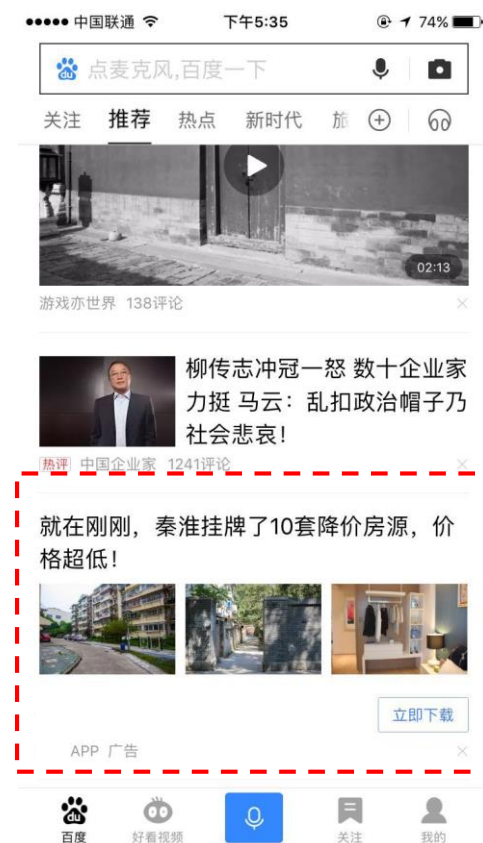 中国联通 下午5:35 74%
du 点麦克风,百度一下
关注 推荐 热点 新时代 旅
02:13
游戏亦世界 138评论
柳传志冲冠一怒 数十企业家
力挺 马云：乱扣政治帽子乃
社会悲哀！
热评 中国企业家 1241评论
就在刚刚，秦淮挂牌了10套降价房源，价
格超低！
立即下载
APP 广告
du
百度 好看视频 关注 我的